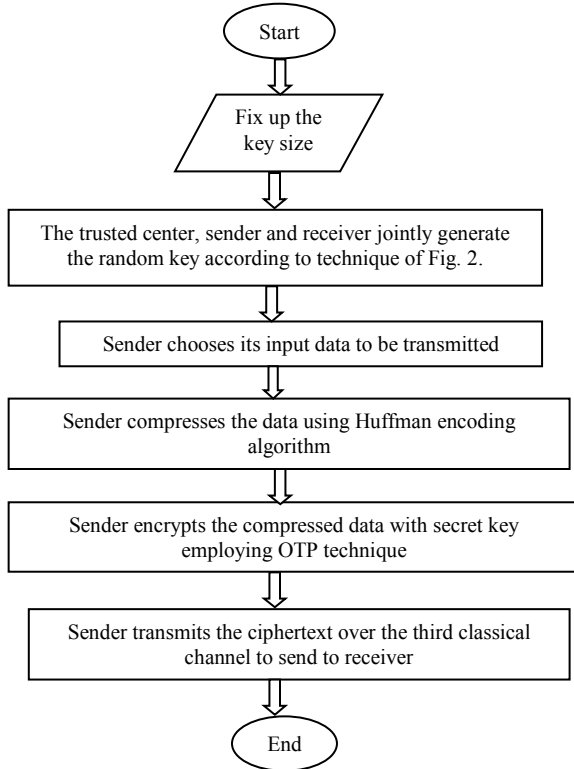 Start
Fix up the
key size
The trusted center, sender and receiver jointly generate
the random key according to technique of Fig. 2.
Sender chooses its input data to be transmitted
Sender compresses the data using Huffman encoding
algorithm
Sender encrypts the compressed data with secret key
employing OTP technique
Sender transmits the ciphertext over the third classical
channel to send to receiver
End